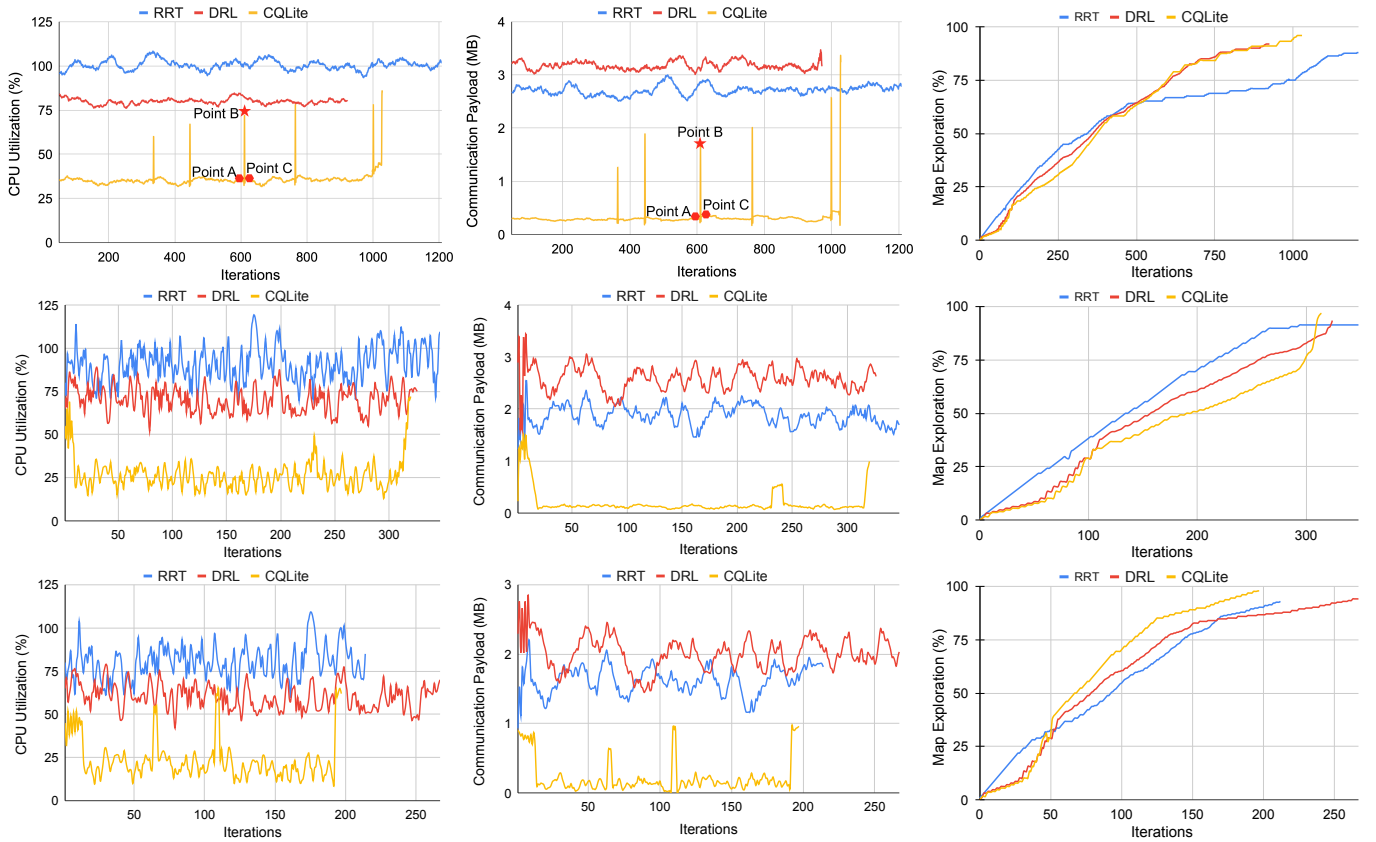 RRT DRL CQLite
CPU Utilization (%)
125
100
75
50
25
0
Point B
Point A
Point C
200 400 600 800 1000 1200
Iterations
RRT DRL CQLite
Communication Payload (MB)
4
3
2
1
0
Point B
Point A
Point C
200 400 600 800 1000 1200
Iterations
RRT DRL CQLite
Map Exploration (%)
100
75
50
25
0
0 250 500 750 1000
Iterations
RRT DRL CQLite
CPU Utilization (%)
125
100
75
50
25
0
50 100 150 200 250 300
Iterations
RRT DRL CQLite
Communication Payload (MB)
4
3
2
1
0
50 100 150 200 250 300
Iterations
RRT DRL CQLite
Map Exploration (%)
100
75
50
25
0
0 100 200 300
Iterations
RRT DRL CQLite
CPU Utilization (%)
125
100
75
50
25
0
50 100 150 200 250
Iterations
RRT DRL CQLite
Communication Payload (MB)
3
2
1
0
50 100 150 200 250
Iterations
RRT DRL CQLite
Map Exploration (%)
100
75
50
25
0
0 50 100 150 200 250
Iterations